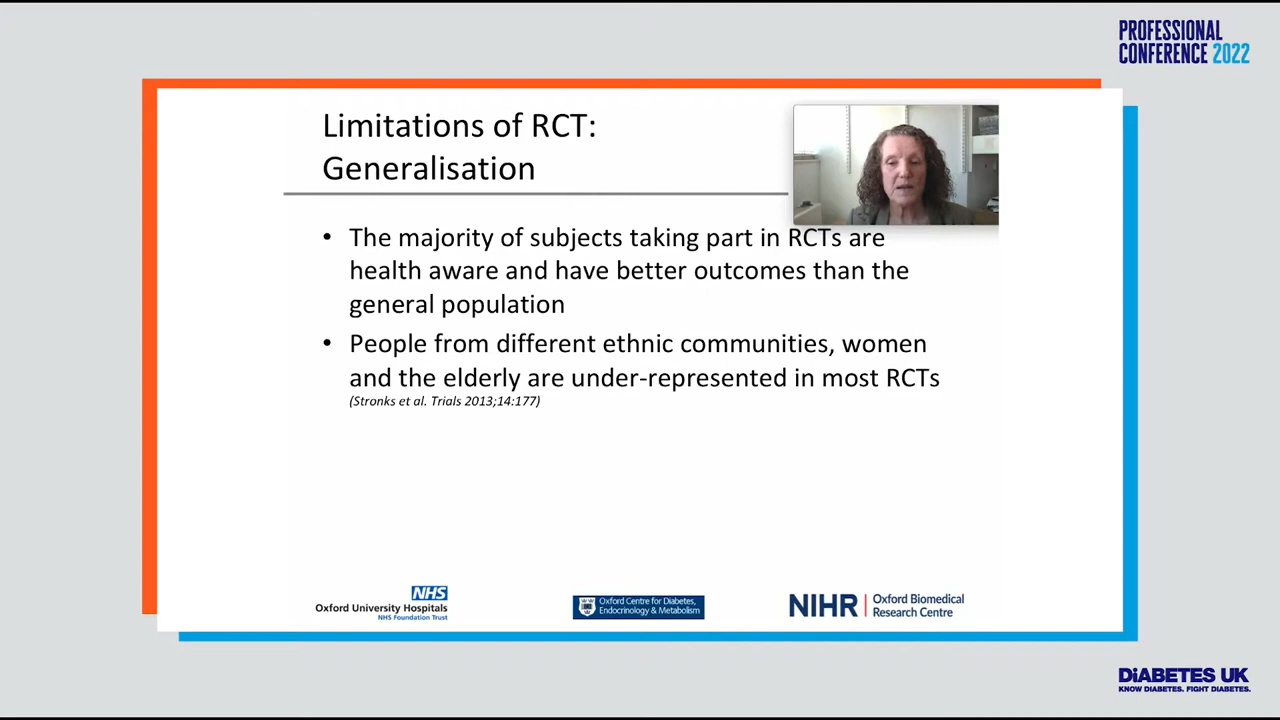 PROFESSIONAL
CONFERENCE 2022
Limitations of RCT:
Generalisation
• The majority of subjects taking part in RCTs are
health aware and have better outcomes than the
general population
• People from different ethnic communities, women
and the elderly are under-represented in most RCTs
(Stronks et al. Trials 2013;14:177)
NHS
Oxford University Hospitals
NHS Foundation Trust
Oxford Centre for Diabetes,
Endocrinology & Metabolism
NIHR | Oxford Biomedical
Research Centre
DiABETES UK
KNOW DIABETES. FIGHT DIABETES.